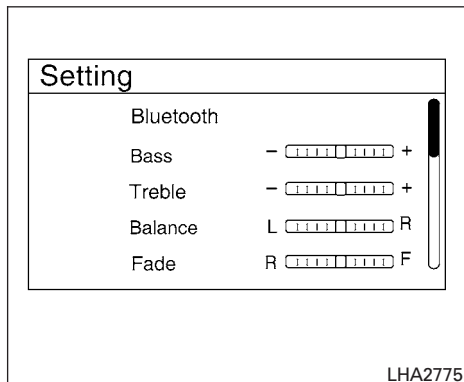 Setting
Bluetooth
Bass - +
Treble - +
Balance L R
Fade R F
LHA2775